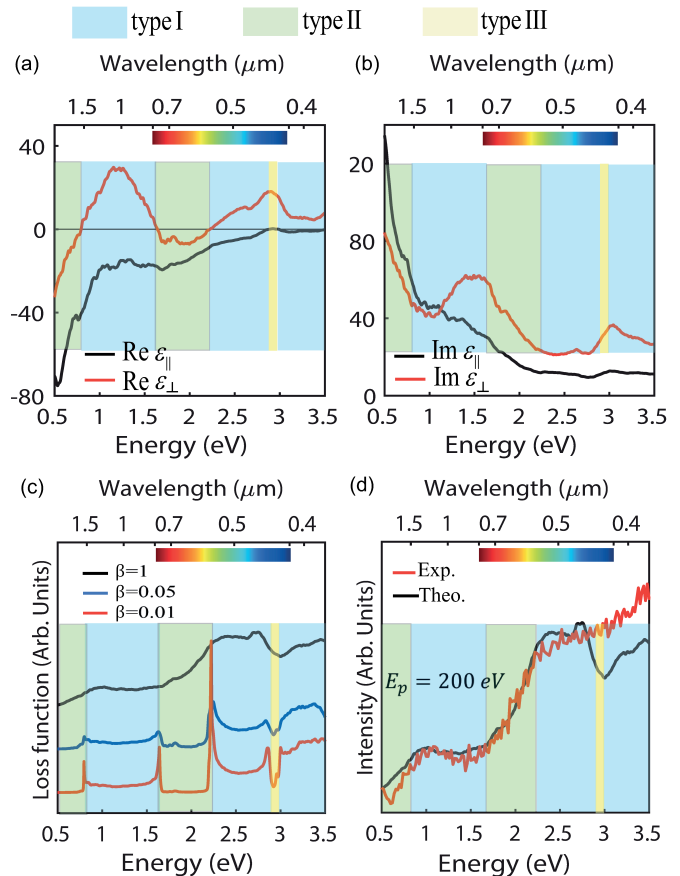 type I type II type III
(a) (b)
Wavelength (μm) Wavelength (μm)
1.5 1 0.7 0.5 0.4 1.5 1 0.7 0.5 0.4
40 20
0 80
-40 40
-80 0
Re ε∥ Im ε∥
Re ε⊥ Im ε⊥
0.5 1 1.5 2 2.5 3 3.5 0.5 1 1.5 2 2.5 3 3.5
Energy (eV) Energy (eV)
(c) (d)
Wavelength (μm) Wavelength (μm)
1.5 1 0.7 0.5 0.4 1.5 1 0.7 0.5 0.4
Loss function (Arb. Units) Intensity (Arb. Units)
β=1 Exp.
β=0.05 Theo.
β=0.01
E_p = 200 eV
0.5 1 1.5 2 2.5 3 3.5 0.5 1 1.5 2 2.5 3 3.5
Energy (eV) Energy (eV)